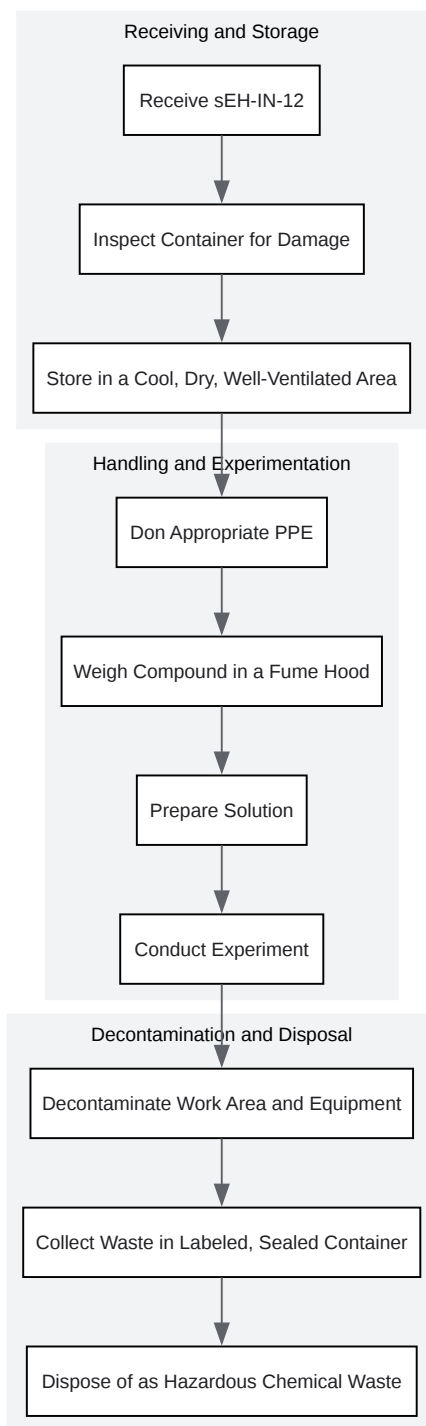 Receiving and Storage
Receive sEH-IN-12
Inspect Container for Damage
Store in a Cool, Dry, Well-Ventilated Area
Handling and Experimentation
Don Appropriate PPE
Weigh Compound in a Fume Hood
Prepare Solution
Conduct Experiment
Decontamination and Disposal
Decontaminate Work Area and Equipment
Collect Waste in Labeled, Sealed Container
Dispose of as Hazardous Chemical Waste